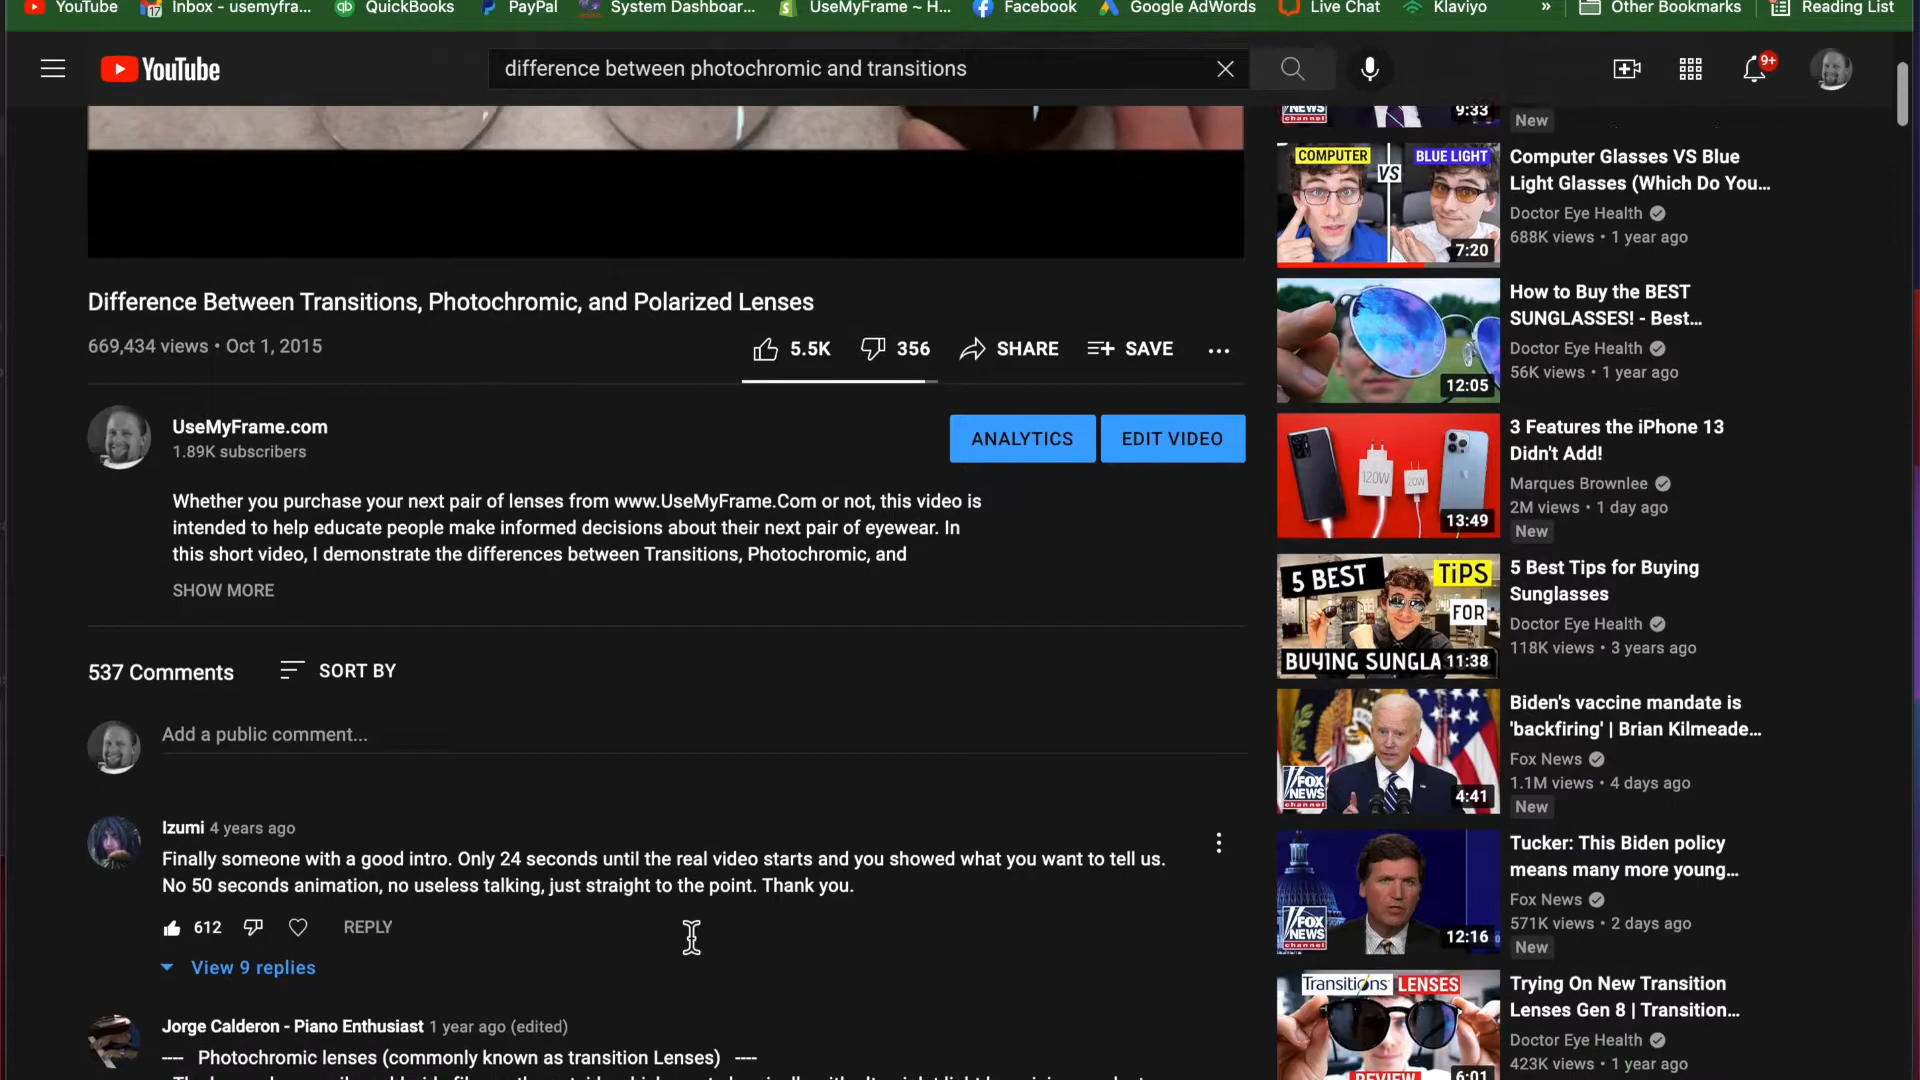 YouTube
17 Inbox - usemyfra...
qb QuickBooks
PayPal
System Dashboar...
UseMyFrame ~ H...
Facebook
Google AdWords
Live Chat
Klaviyo
»
Other Bookmarks
Reading List
YouTube
difference between photochromic and transitions
9+
NEWS
channel
9:33
New
COMPUTER
VS
BLUE LIGHT
7:20
Computer Glasses VS Blue
Light Glasses (Which Do You...
Doctor Eye Health
688K views • 1 year ago
12:05
How to Buy the BEST
SUNGLASSES! - Best...
Doctor Eye Health
56K views • 1 year ago
120W
20W
13:49
3 Features the iPhone 13
Didn't Add!
Marques Brownlee
2M views • 1 day ago
New
5 BEST
TiPS
FOR
BUYING SUNGLA
11:38
5 Best Tips for Buying
Sunglasses
Doctor Eye Health
118K views • 3 years ago
FOX
NEWS
channel
4:41
Biden's vaccine mandate is
'backfiring' | Brian Kilmeade...
Fox News
1.1M views • 4 days ago
New
FOX
NEWS
channel
12:16
Tucker: This Biden policy
means many more young...
Fox News
571K views • 2 days ago
New
Transitions LENSES
REVIEW
6:01
Trying On New Transition
Lenses Gen 8 | Transition...
Doctor Eye Health
423K views • 1 year ago
Difference Between Transitions, Photochromic, and Polarized Lenses
669,434 views • Oct 1, 2015
5.5K
356
SHARE
SAVE
UseMyFrame.com
1.89K subscribers
ANALYTICS
EDIT VIDEO
Whether you purchase your next pair of lenses from www.UseMyFrame.Com or not, this video is
intended to help educate people make informed decisions about their next pair of eyewear. In
this short video, I demonstrate the differences between Transitions, Photochromic, and
SHOW MORE
537 Comments
SORT BY
Add a public comment...
Izumi 4 years ago
Finally someone with a good intro. Only 24 seconds until the real video starts and you showed what you want to tell us.
No 50 seconds animation, no useless talking, just straight to the point. Thank you.
612
REPLY
View 9 replies
Jorge Calderon - Piano Enthusiast 1 year ago (edited)
---- Photochromic lenses (commonly known as transition Lenses) ----